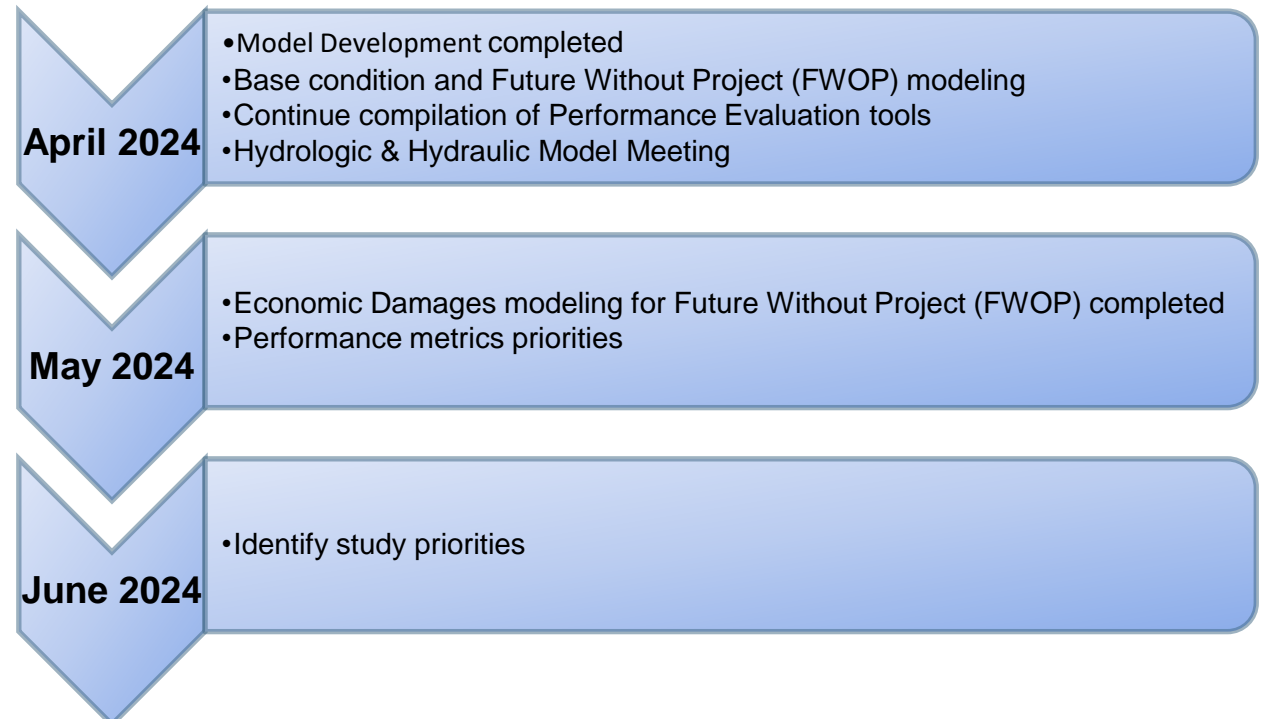 April 2024
•Model Development completed
•Base condition and Future Without Project (FWOP) modeling
•Continue compilation of Performance Evaluation tools
•Hydrologic & Hydraulic Model Meeting
May 2024
•Economic Damages modeling for Future Without Project (FWOP) completed
•Performance metrics priorities
June 2024
•Identify study priorities